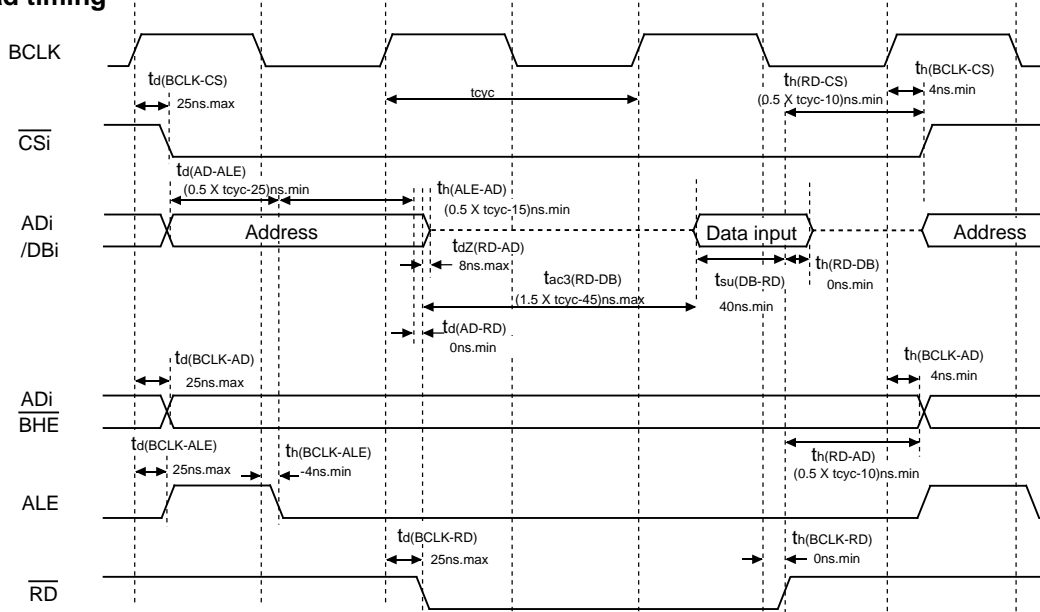 BCLK
td(BCLK-CS)
25ns.max
tcyc
th(RD-CS)
(0.5 X tcyc-10)ns.min
th(BCLK-CS)
4ns.min
CSi
td(AD-ALE)
(0.5 X tcyc-25)ns.min
th(ALE-AD)
(0.5 X tcyc-15)ns.min
ADi
/DBi
Address
Data input
Address
tdZ(RD-AD)
8ns.max
tac3(RD-DB)
(1.5 X tcyc-45)ns.max
tsu(DB-RD)
40ns.min
th(RD-DB)
0ns.min
td(AD-RD)
0ns.min
td(BCLK-AD)
25ns.max
th(BCLK-AD)
4ns.min
ADi
BHE
td(BCLK-ALE)
25ns.max
th(BCLK-ALE)
-4ns.min
th(RD-AD)
(0.5 X tcyc-10)ns.min
ALE
td(BCLK-RD)
25ns.max
th(BCLK-RD)
0ns.min
RD